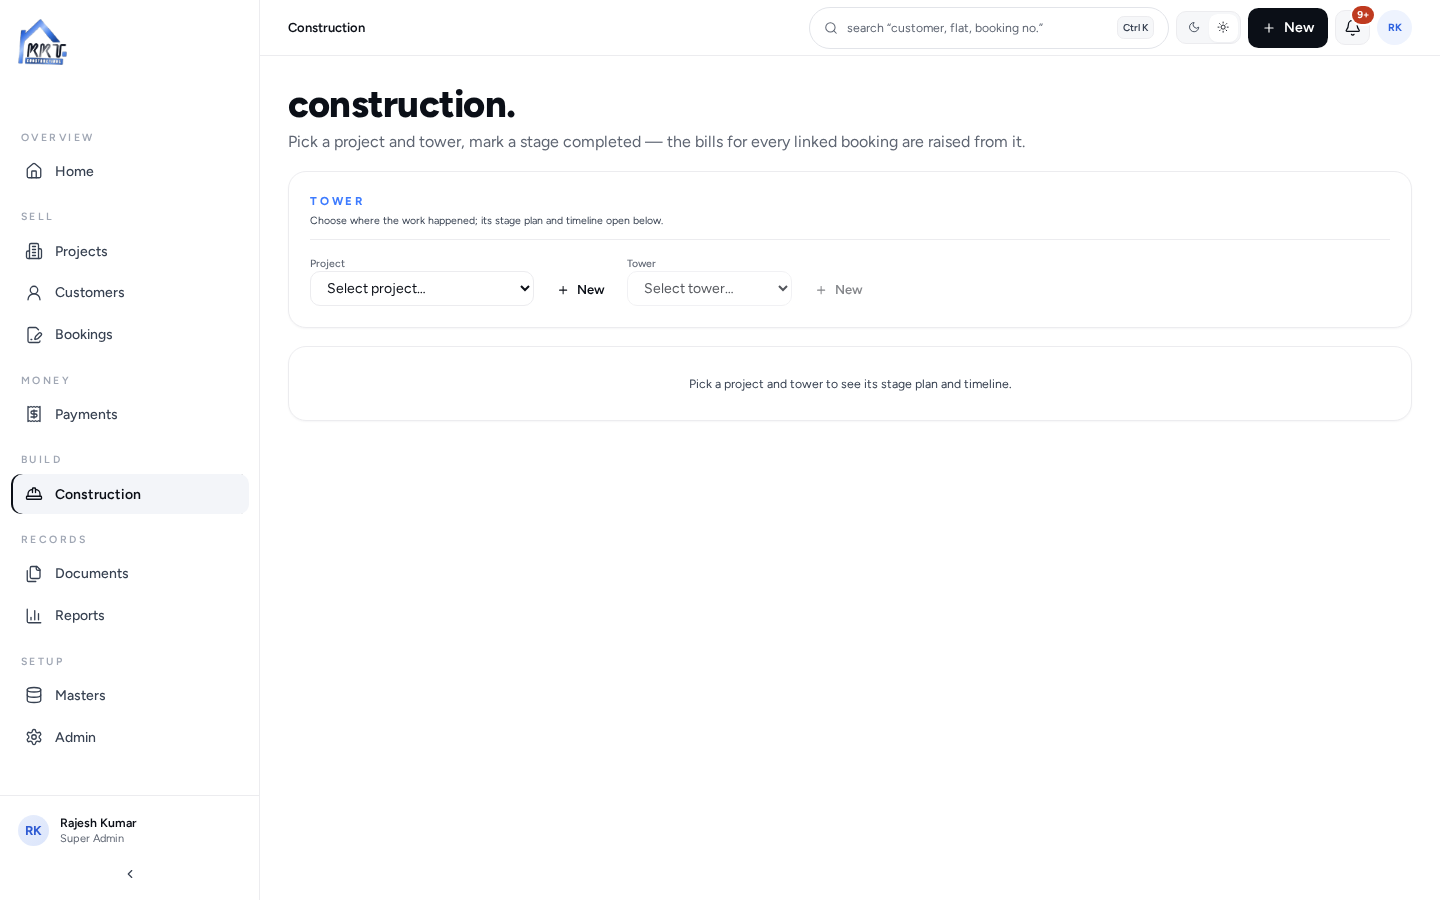 RKT
CONSTRUCTIONS
OVERVIEW
Home
SELL
Projects
Customers
Bookings
MONEY
Payments
BUILD
Construction
RECORDS
Documents
Reports
SETUP
Masters
Admin
RK
Rajesh Kumar
Super Admin
Construction
search “customer, flat, booking no.”
Ctrl K
New
9+
RK
construction.
Pick a project and tower, mark a stage completed — the bills for every linked booking are raised from it.
TOWER
Choose where the work happened; its stage plan and timeline open below.
Project
Select project...
+ New
Tower
Select tower...
+ New
Pick a project and tower to see its stage plan and timeline.